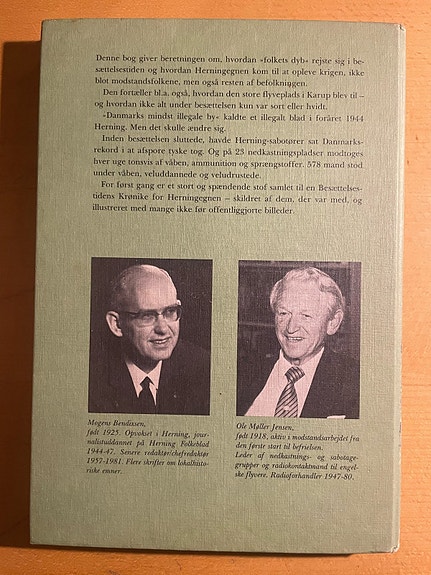 Denne bog giver beretningen om, hvordan »folkets dyb« rejste sig i be-
sættelsestiden og hvordan Herningegnen kom til at opleve krigen, ikke
blot modstandsfolkene, men også resten af befolkningen.
Den fortæller bl.a. også, hvordan den store flyveplads i Karup blev til –
og hvordan ikke alt under besættelsen kun var sort eller hvidt.
»Danmarks mindst illegale by« kaldte et illegalt blad i foråret 1944
Herning. Men det skulle ændre sig.
Inden besættelsen sluttede, havde Herning-sabotører sat Danmarks-
rekord i at afspore tyske tog. Og på 23 nedkastningspladser modtoges
hver uge tonsvis af våben, ammunition og sprængstoffer. 578 mand stod
under våben, veluddannede og veludrustede.
For første gang er et stort og spændende stof samlet til en Besættelses-
tidens Krønike for Herningegnen – skildret af dem, der var med, og
illustreret med mange ikke før offentliggjorte billeder.
Mogens Bendixen,
født 1925. Opvokset i Herning, jour-
nalistuddannet på Herning Folkeblad
1944-47. Senere redaktør/chefredaktør
1957-1981. Flere skrifter om lokalhisto-
riske emner.
Ole Møller Jensen,
født 1918, aktiv i modstandsarbejdet fra
den første start til befrielsen.
Leder af nedkastnings- og sabotage-
grupper og radiokontaktmand til engel-
ske flyvere. Radioforhandler 1947-80.